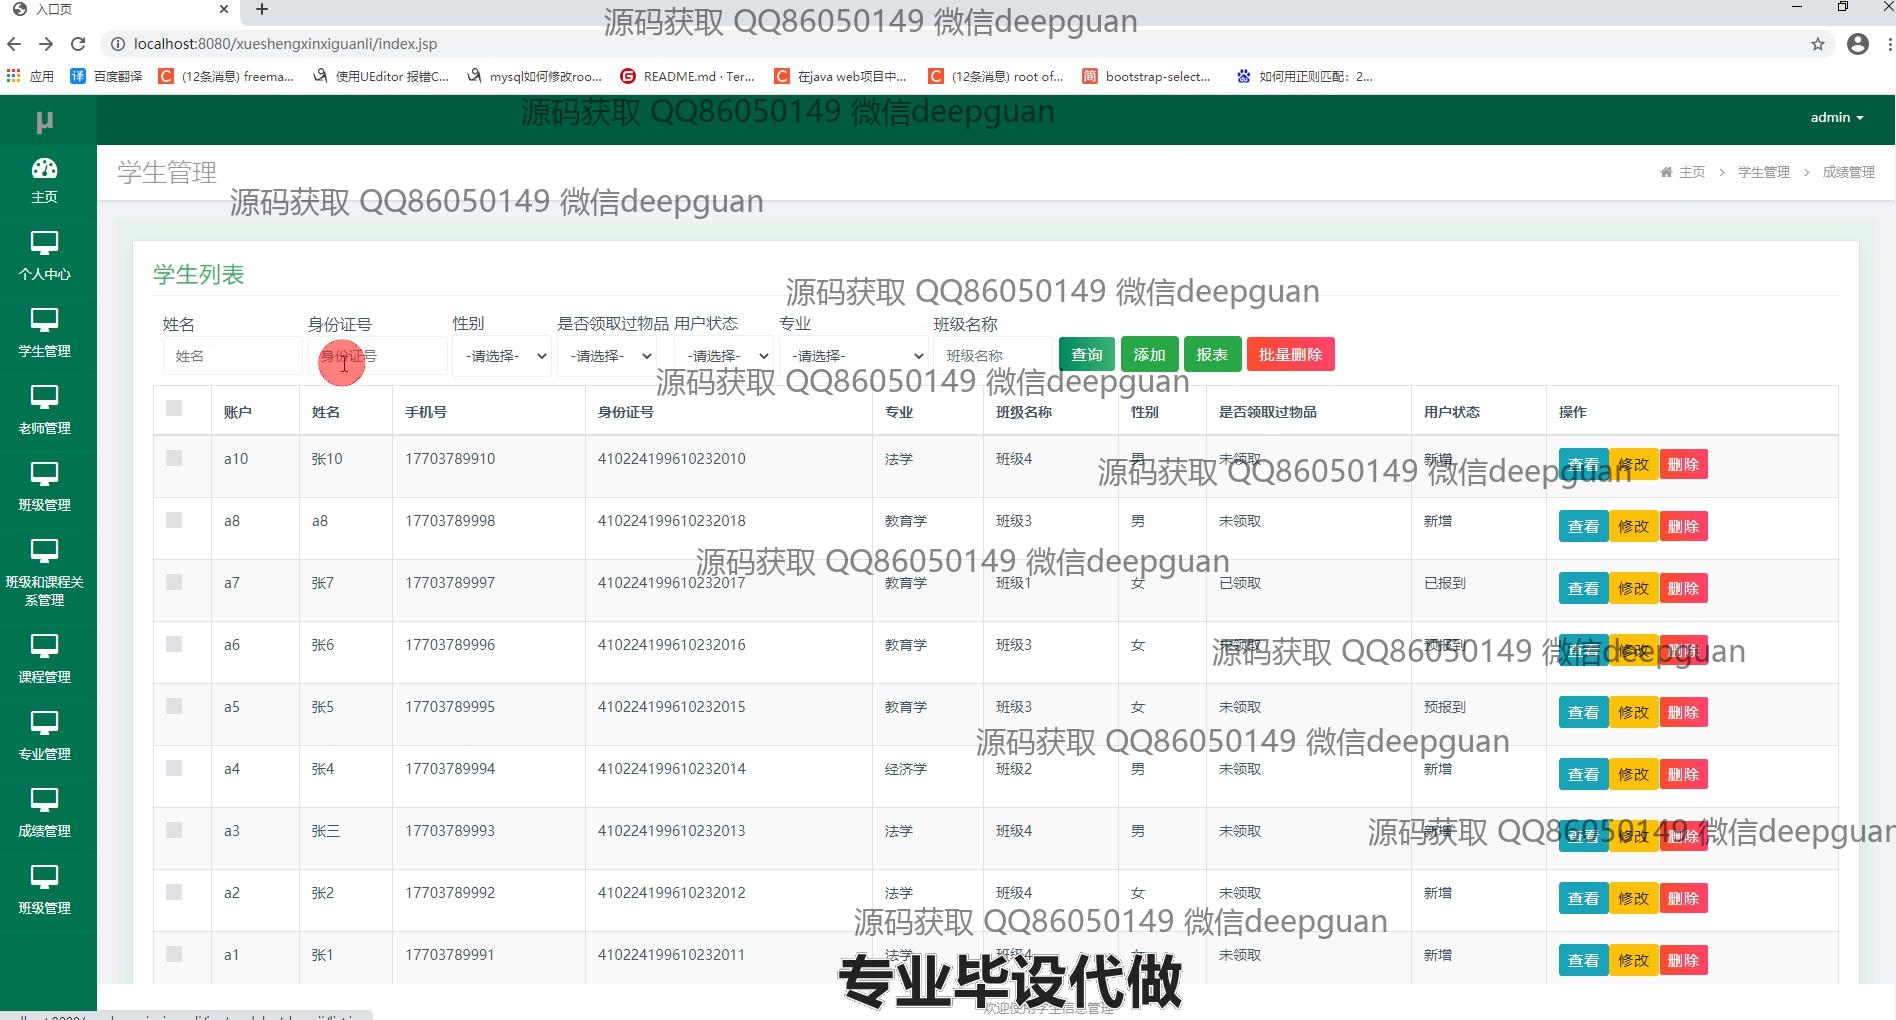 入口页
源码获取 QQ86050149 微信deepguan
localhost:8080/xueshengxinxiguanli/index.jsp
应用 百度翻译 (12条消息) freema... 使用UEditor 报错C... mysql如何修改roo... README.md · Ter... 在java web项目中... (12条消息) root of... bootstrap-select... 如何用正则匹配：2...
源码获取 QQ86050149 微信deepguan
µ admin
主页
个人中心
学生管理
老师管理
班级管理
班级和课程关
系管理
课程管理
专业管理
成绩管理
班级管理
学生管理 主页 > 学生管理 > 成绩管理
源码获取 QQ86050149 微信deepguan
学生列表
源码获取 QQ86050149 微信deepguan
姓名 身份证号 性别 是否领取过物品 用户状态 专业 班级名称
姓名 身份证号 -请选择- -请选择- -请选择- -请选择- 班级名称 查询 添加 报表 批量删除
源码获取 QQ86050149 微信deepguan
账户 姓名 手机号 身份证号 专业 班级名称 性别 是否领取过物品 用户状态 操作
a10 张10 17703789910 410224199610232010 法学 班级4 男 未领取 新增 查看 修改 删除
源码获取 QQ86050149 微信deepguan
a8 a8 17703789998 410224199610232018 教育学 班级3 男 未领取 新增 查看 修改 删除
源码获取 QQ86050149 微信deepguan
a7 张7 17703789997 410224199610232017 教育学 班级1 女 已领取 已报到 查看 修改 删除
a6 张6 17703789996 410224199610232016 教育学 班级3 女 未领取 预报到 查看 修改 删除
源码获取 QQ86050149 微信deepguan
a5 张5 17703789995 410224199610232015 教育学 班级3 女 未领取 预报到 查看 修改 删除
源码获取 QQ86050149 微信deepguan
a4 张4 17703789994 410224199610232014 经济学 班级2 男 未领取 新增 查看 修改 删除
a3 张三 17703789993 410224199610232013 法学 班级4 男 未领取 新增 查看 修改 删除
源码获取 QQ86050149 微信deepguan
a2 张2 17703789992 410224199610232012 法学 班级4 女 未领取 新增 查看 修改 删除
源码获取 QQ86050149 微信deepguan
a1 张1 17703789991 410224199610232011 法学 班级4 女 未领取 新增 查看 修改 删除
专业毕设代做
欢迎使用学生信息管理